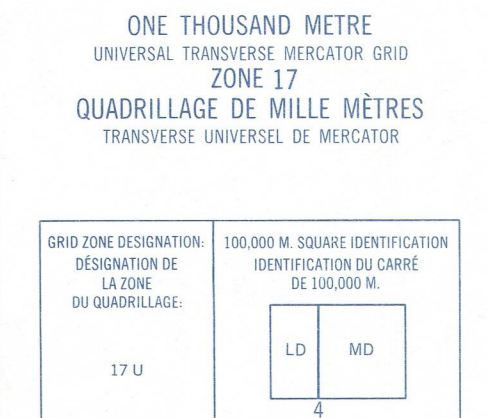 ONE THOUSAND METRE
UNIVERSAL TRANSVERSE MERCATOR GRID
ZONE 17
QUADRILLAGE DE MILLE MÈTRES
TRANSVERSE UNIVERSEL DE MERCATOR
GRID ZONE DESIGNATION:
DÉSIGNATION DE
LA ZONE
DU QUADRILLAGE:
17 U
100,000 M. SQUARE IDENTIFICATION
IDENTIFICATION DU CARRÉ
DE 100,000 M.
LD MD
4